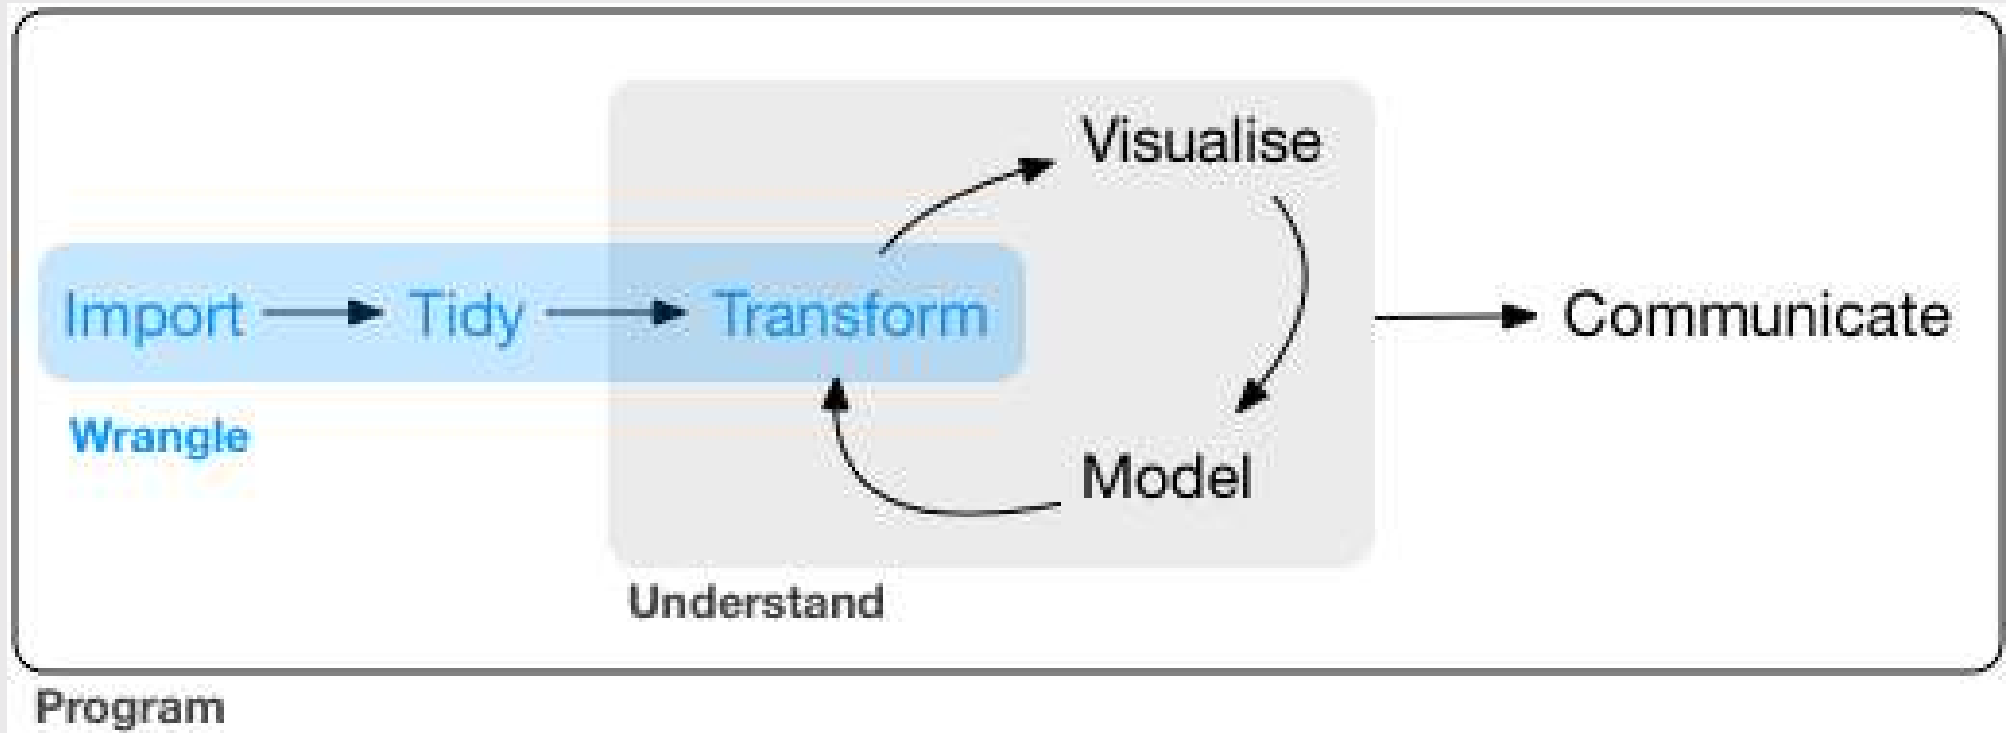 Visualise
Import Tidy Transform Communicate
Wrangle
Model
Understand
Program